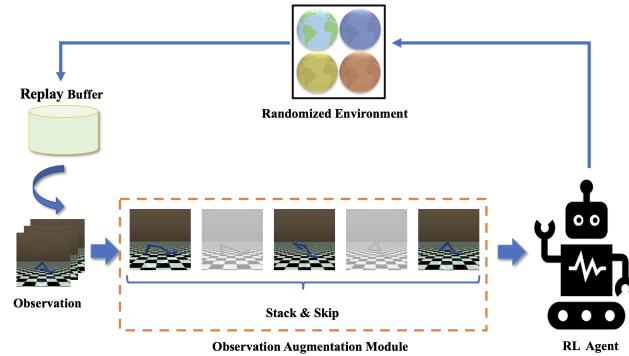 Replay Buffer
Randomized Environment
Observation
Stack & Skip
Observation Augmentation Module
RL Agent